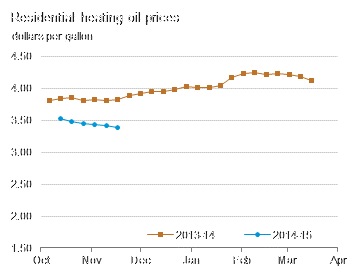 Residential heating oil prices
dollars per gallon
4.50
4.00
3.50
3.00
2.50
2.00
1.50
Oct Nov Dec Jan Feb Mar Apr
2013-14 2014-15